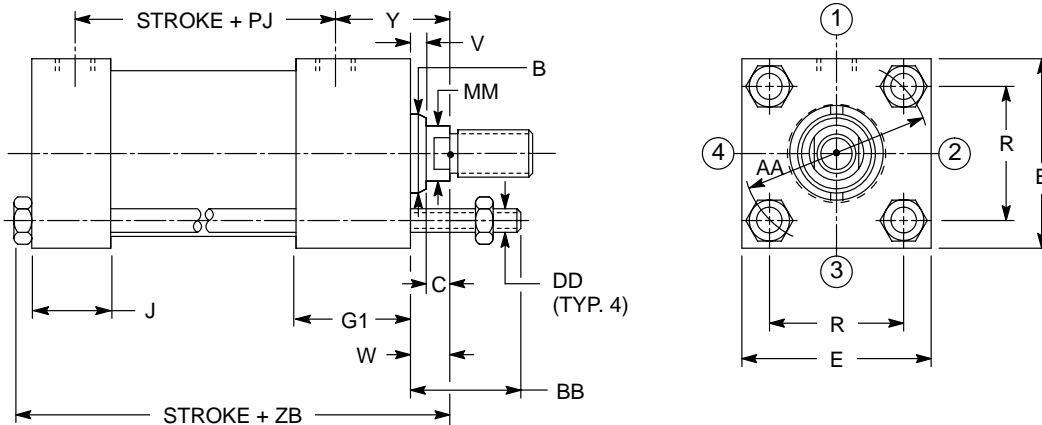 STROKE + PJ
Y
V
B
MM
C
DD
(TYP. 4)
J
G1
W
BB
STROKE + ZB
1
4
2
3
AA
R
E
R
E